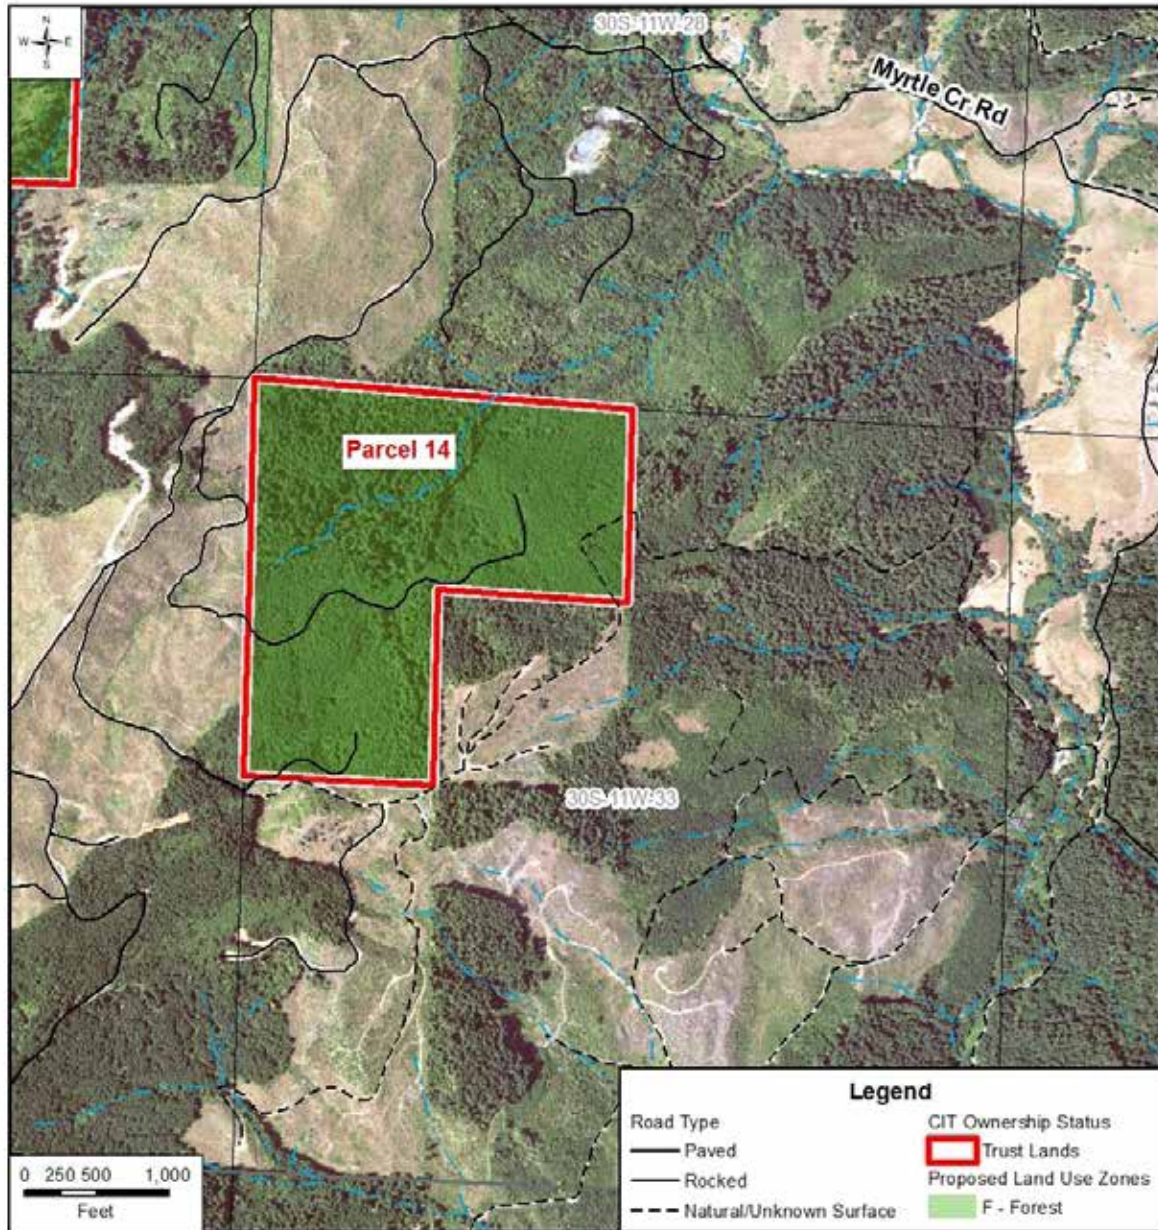 N
W E
S
30S-11W-28
Myrtle Cr Rd
Parcel 14
30S-11W-33
Legend
Road Type
Paved
Rocked
Natural/Unknown Surface
CIT Ownership Status
Trust Lands
Proposed Land Use Zones
F - Forest
0 250 500 1,000
Feet